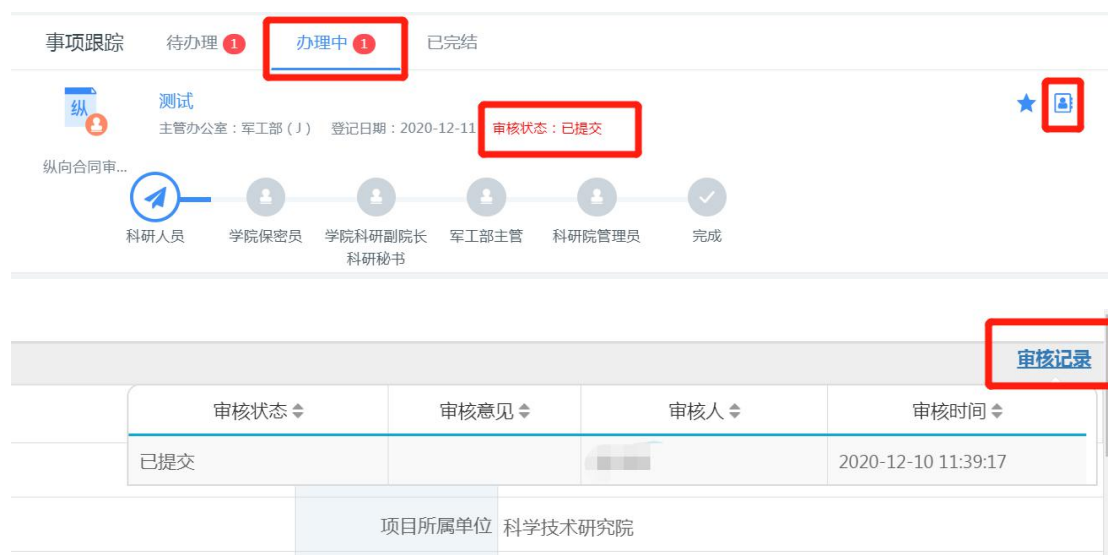 事项跟踪 待办理 1 办理中 1 已完结
纵 测试
主管办公室：军工部 ( J ) 登记日期：2020-12-11 审核状态：已提交
纵向合同审...
科研人员 学院保密员 学院科研副院长 军工部主管 科研院管理员 完成
科研秘书
审核记录
审核状态 审核意见 审核人 审核时间
已提交 2020-12-10 11:39:17
项目所属单位 科学技术研究院